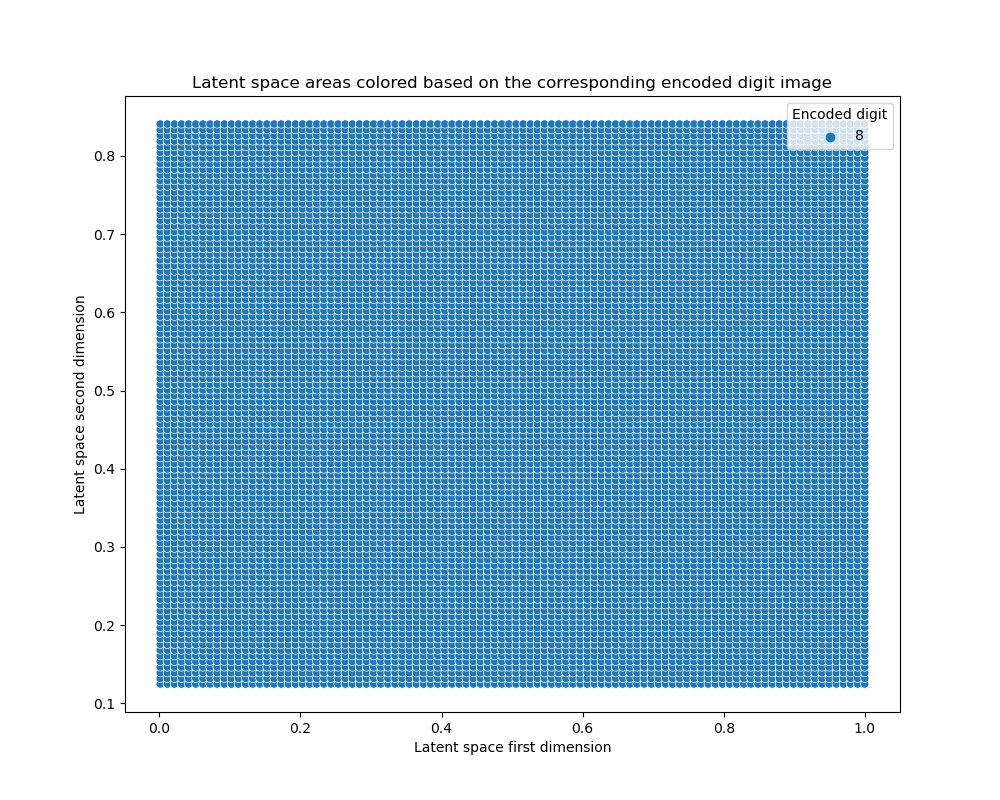 Latent space areas colored based on the corresponding encoded digit image
Encoded digit
8
0.8
0.7
0.6
0.5
0.4
0.3
0.2
0.1
Latent space second dimension
0.0 0.2 0.4 0.6 0.8 1.0
Latent space first dimension